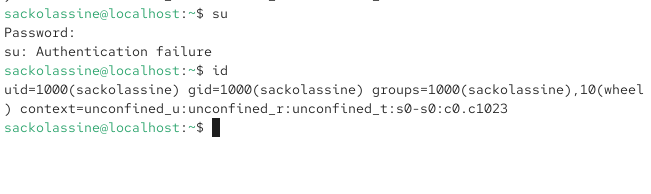 sackolassine@localhost:~$ su
Password:
su: Authentication failure
sackolassine@localhost:~$ id
uid=1000(sackolassine) gid=1000(sackolassine) groups=1000(sackolassine),10(wheel
) context=unconfined_u:unconfined_r:unconfined_t:s0-s0:c0.c1023
sackolassine@localhost:~$